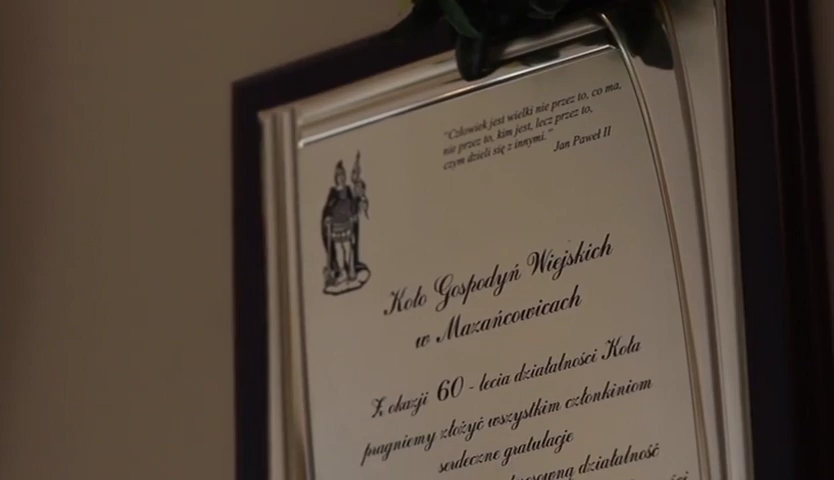 "Człowiek jest wielki nie przez to, co ma,
nie przez to, kim jest, lecz przez to,
czym dzieli się z innymi."
Jan Paweł II
Koło Gospodyń Wiejskich
w Mazańcowicach
Z okazji 60 - lecia działalności Koła
pragniemy złożyć wszystkim członkiniom
serdeczne gratulacje
działalność